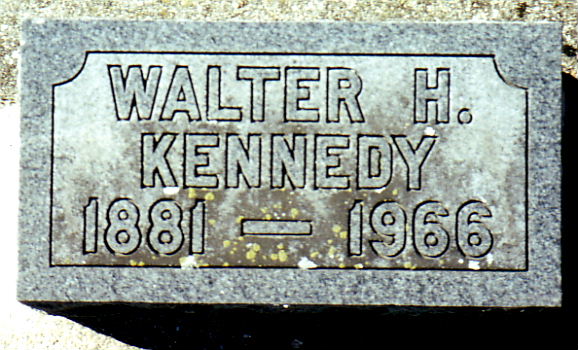 WALTER H.
KENNEDY
1881 — 1966